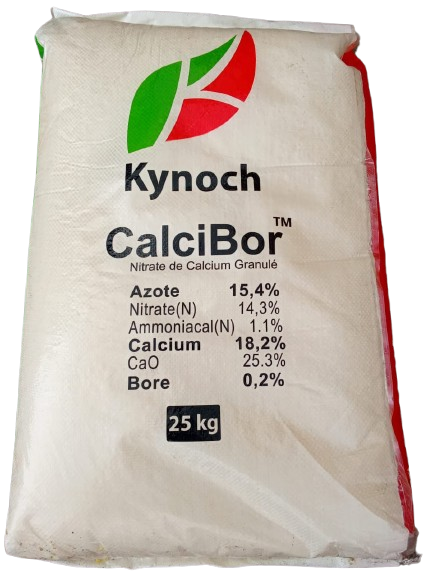 Kynoch
CalciBor™
Nitrate de Calcium Granulé
Azote 15,4%
Nitrate(N) 14,3%
Ammoniacal(N) 1.1%
Calcium 18,2%
CaO 25.3%
Bore 0,2%
25 kg